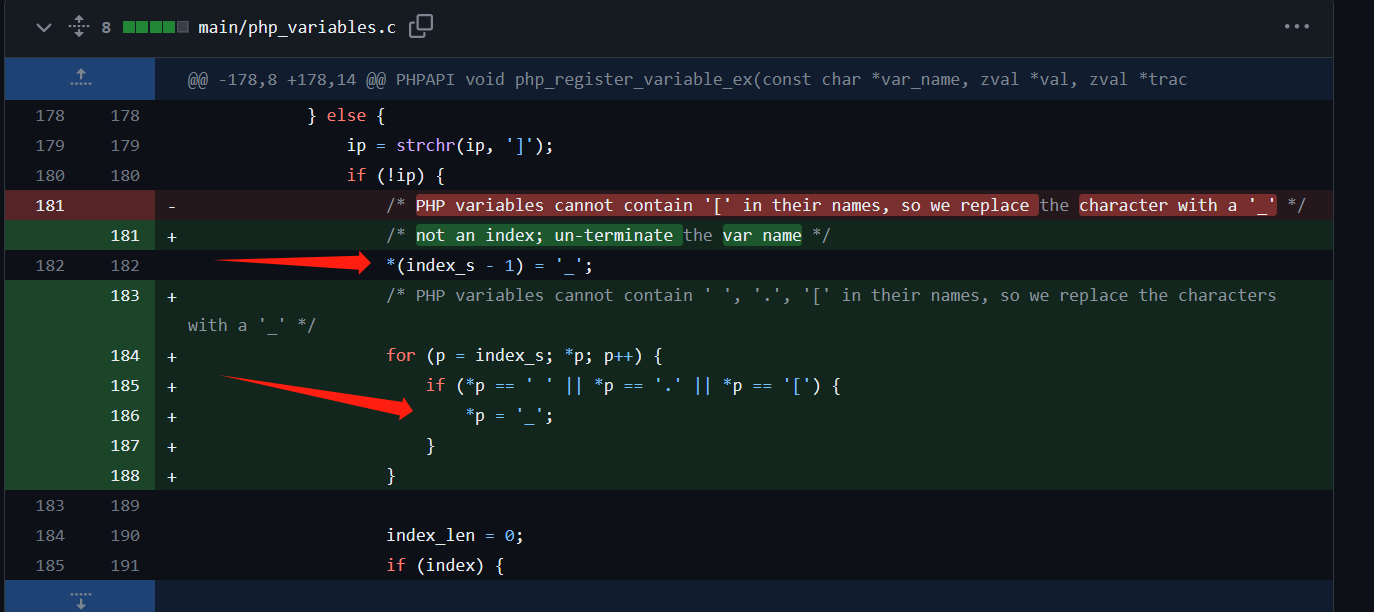 8 main/php_variables.c
@@ -178,8 +178,14 @@ PHPAPI void php_register_variable_ex(const char *var_name, zval *val, zval *trac
178 178 } else {
179 179 ip = strchr(ip, ']');
180 180 if (!ip) {
181 - /* PHP variables cannot contain '[' in their names, so we replace the character with a '_' */
181 + /* not an index; un-terminate the var name */
182 182 *(index_s - 1) = '_';
183 + /* PHP variables cannot contain ' ', '.', '[' in their names, so we replace the characters
with a '_' */
184 + for (p = index_s; *p; p++) {
185 + if (*p == ' ' || *p == '.' || *p == '[') {
186 + *p = '_';
187 + }
188 + }
183 189
184 190 index_len = 0;
185 191 if (index) {